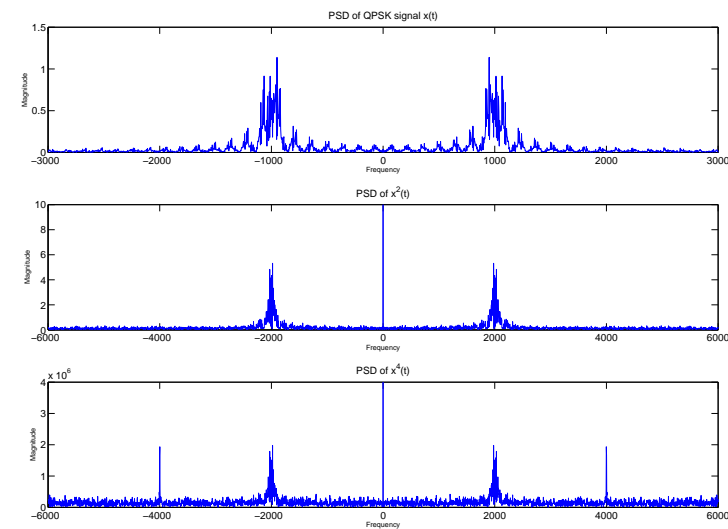 PSD of QPSK signal x(t)
1.5
1
0.5
0
Magnitude
−3000 −2000 −1000 0 1000 2000 3000
Frequency
PSD of x²(t)
10
8
6
4
2
0
Magnitude
−6000 −4000 −2000 0 2000 4000 6000
Frequency
PSD of x⁴(t)
x 10⁶
4
3
2
1
0
Magnitude
−6000 −4000 −2000 0 2000 4000 6000
Frequency